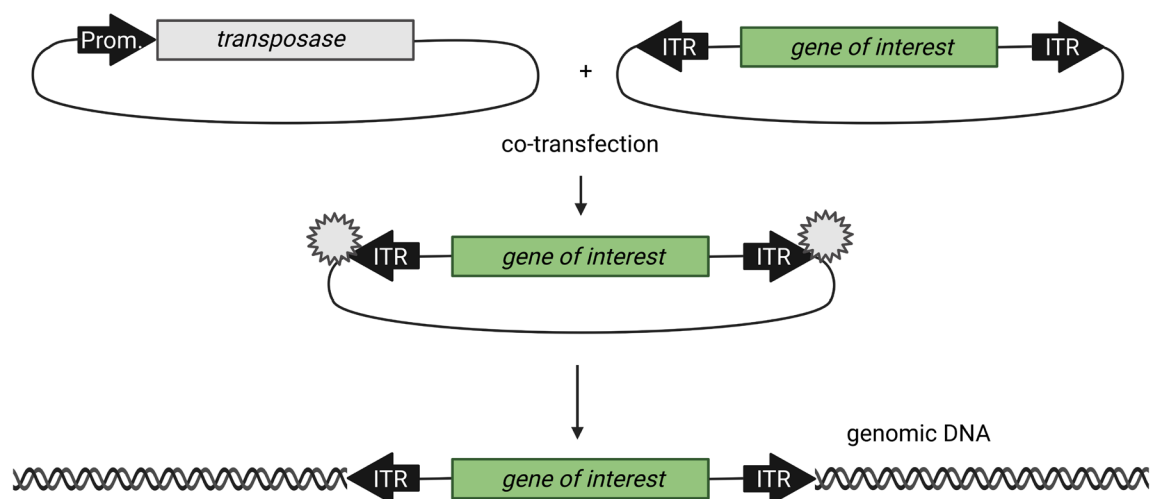 Prom.
transposase
+
ITR
gene of interest
ITR
co-transfection
ITR
gene of interest
ITR
genomic DNA
ITR
gene of interest
ITR